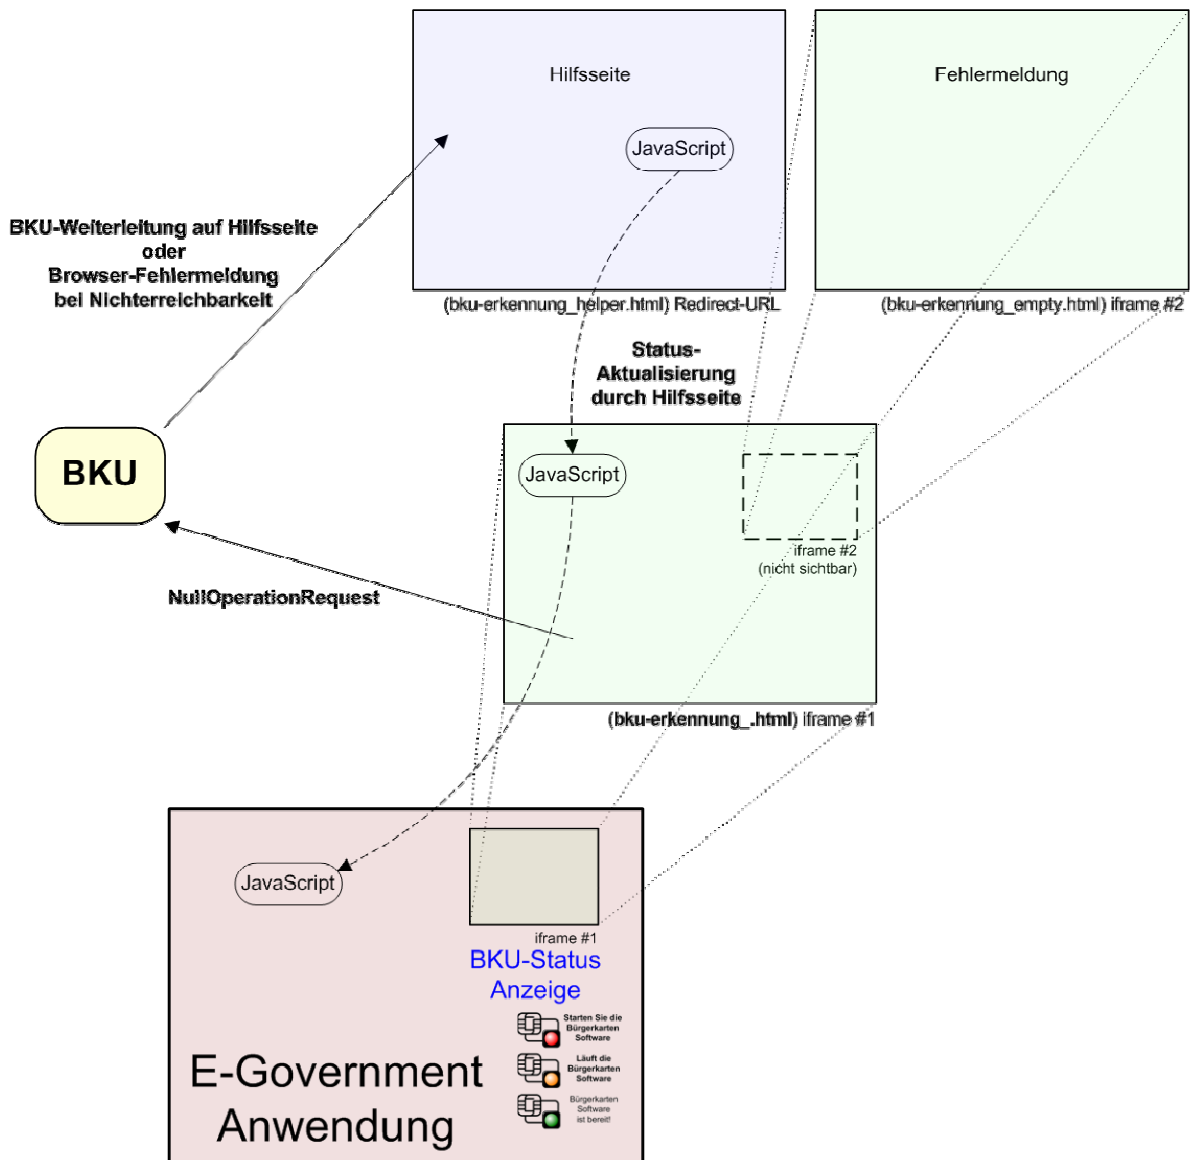 Hilfsseite
Fehlermeldung
JavaScript
BKU-Weiterleitung auf Hilfsseite
oder
Browser-Fehlermeldung
bei Nichterreichbarkeit
(bku-erkennung_helper.html) Redirect-URL
(bku-erkennung_empty.html) iframe #2
Status-
Aktualisierung
durch Hilfsseite
BKU
JavaScript
iframe #2
(nicht sichtbar)
NullOperationRequest
(bku-erkennung_.html) iframe #1
JavaScript
iframe #1
BKU-Status
Anzeige
Starten Sie die
Bürgerkarten
Software
Läuft die
Bürgerkarten
Software
Bürgerkarten
Software
ist bereit!
E-Government
Anwendung